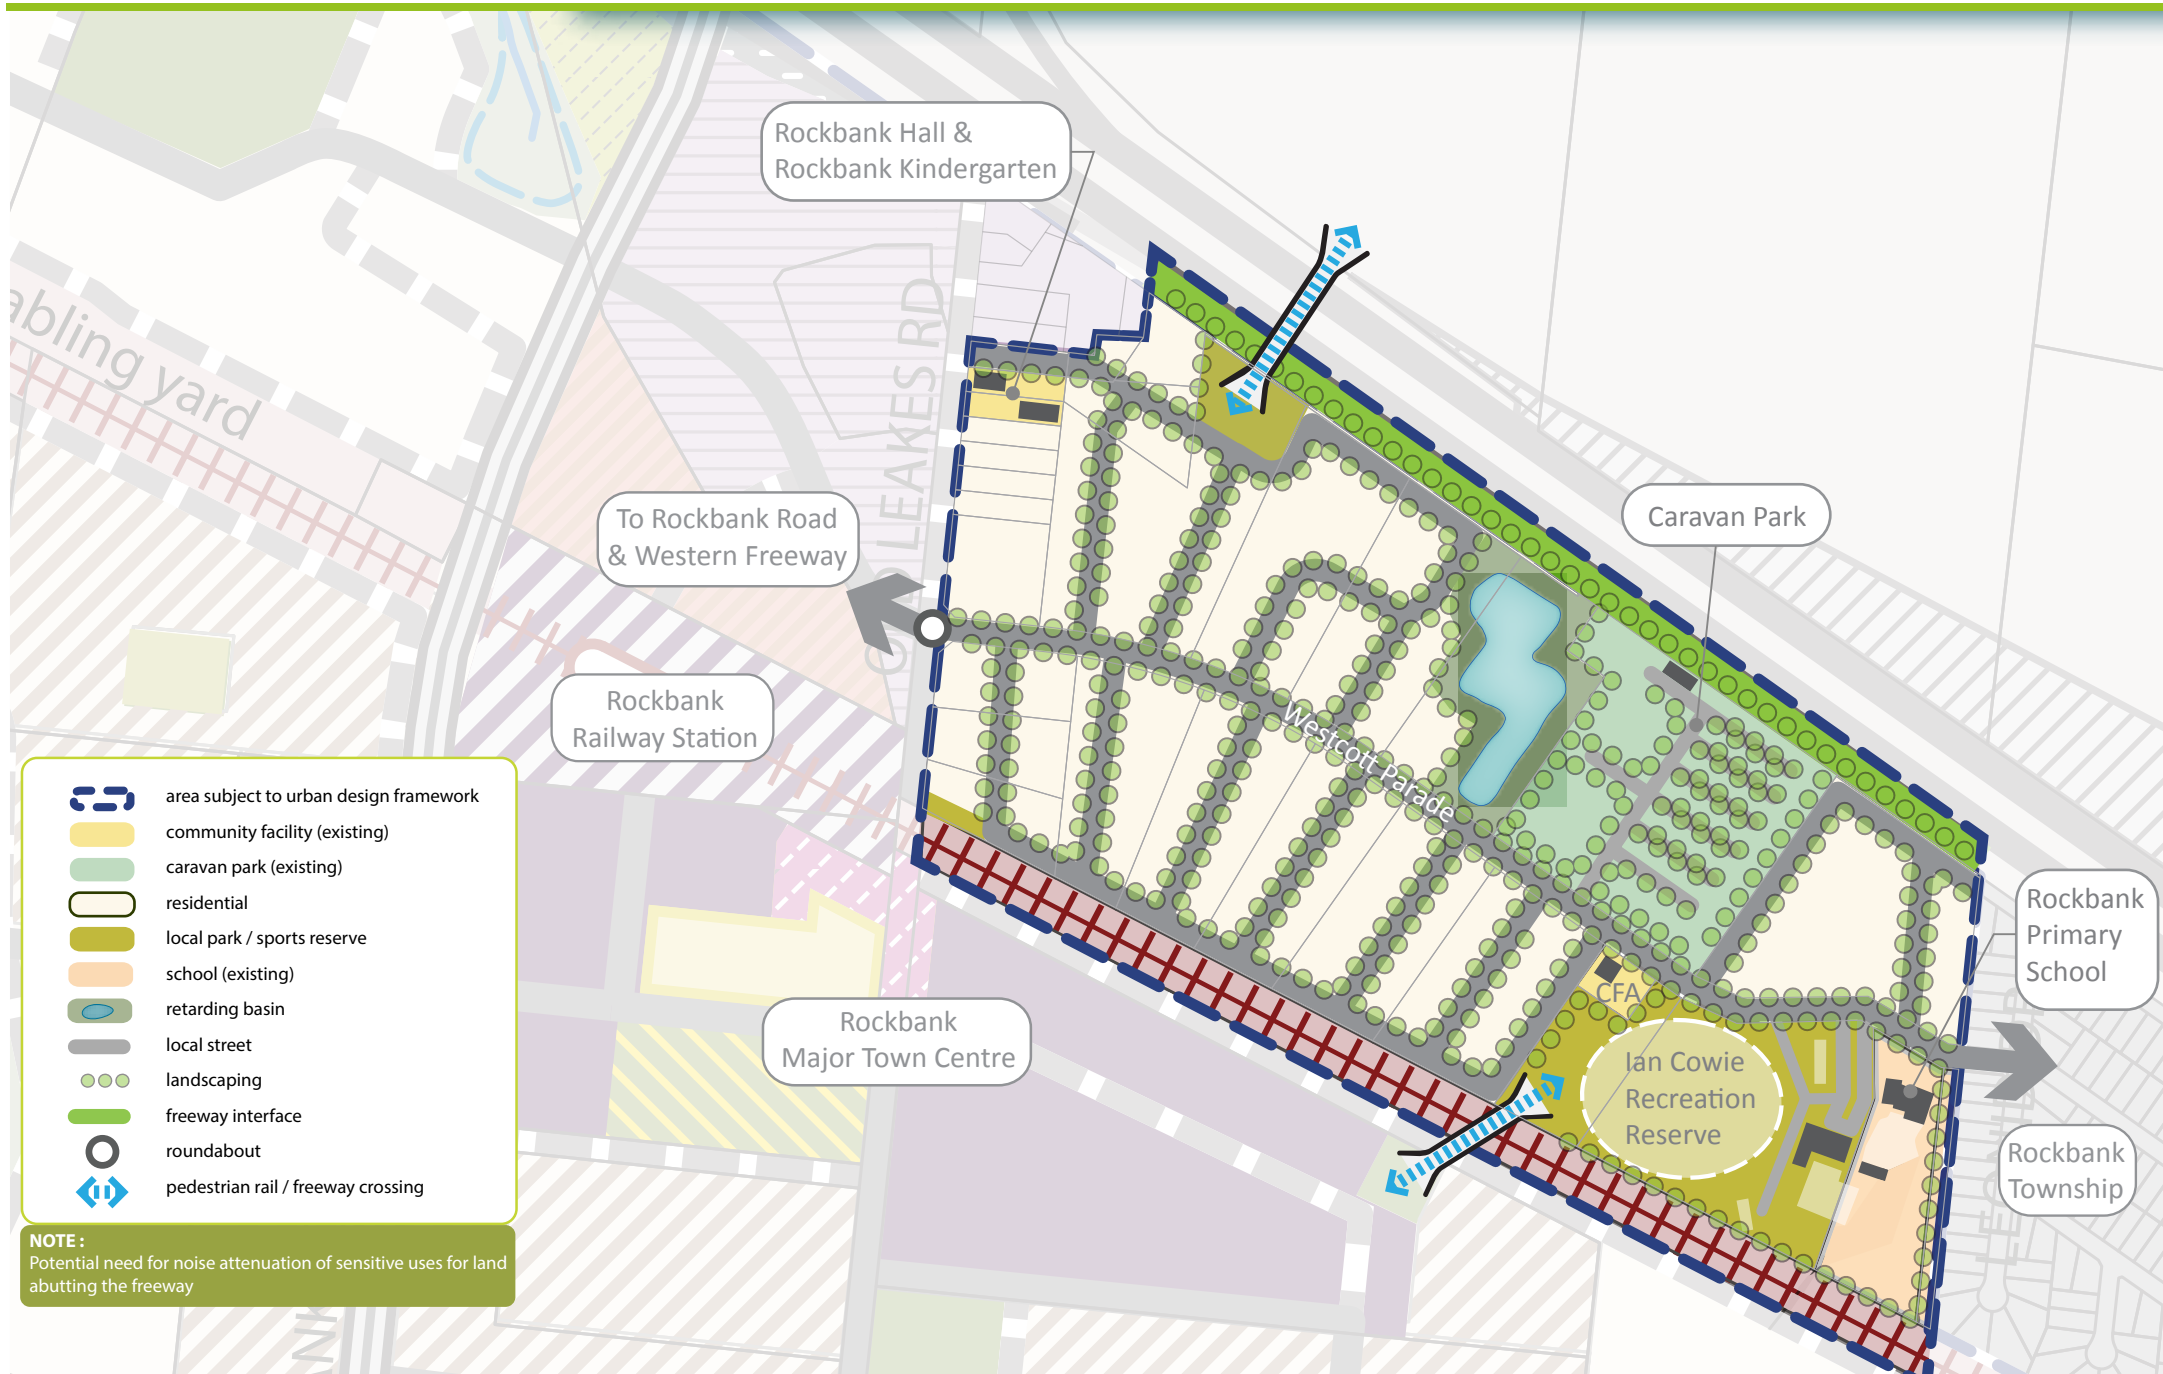 Rockbank Hall &
Rockbank Kindergarten
abling yard
OLD LEAKES RD
To Rockbank Road
& Western Freeway
Caravan Park
Rockbank
Railway Station
Westcott Parade
area subject to urban design framework
community facility (existing)
caravan park (existing)
residential
local park / sports reserve
school (existing)
retarding basin
local street
landscaping
freeway interface
roundabout
pedestrian rail / freeway crossing
NOTE :
Potential need for noise attenuation of sensitive uses for land
abutting the freeway
Rockbank
Primary
School
CFA
Rockbank
Major Town Centre
Ian Cowie
Recreation
Reserve
Rockbank
Township